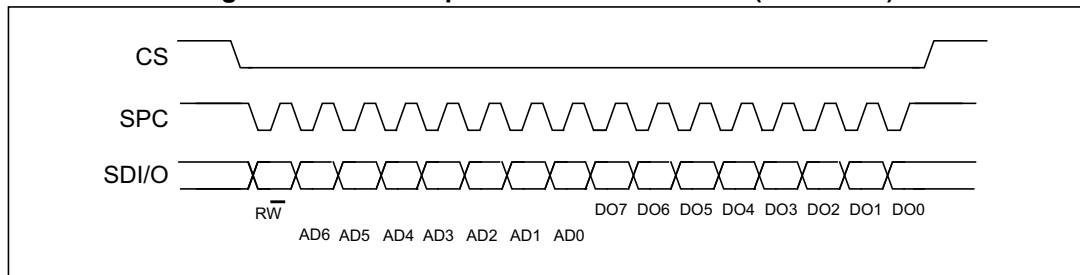 CS
SPC
SDI/O
RW
DO7 DO6 DO5 DO4 DO3 DO2 DO1 DO0
AD6 AD5 AD4 AD3 AD2 AD1 AD0